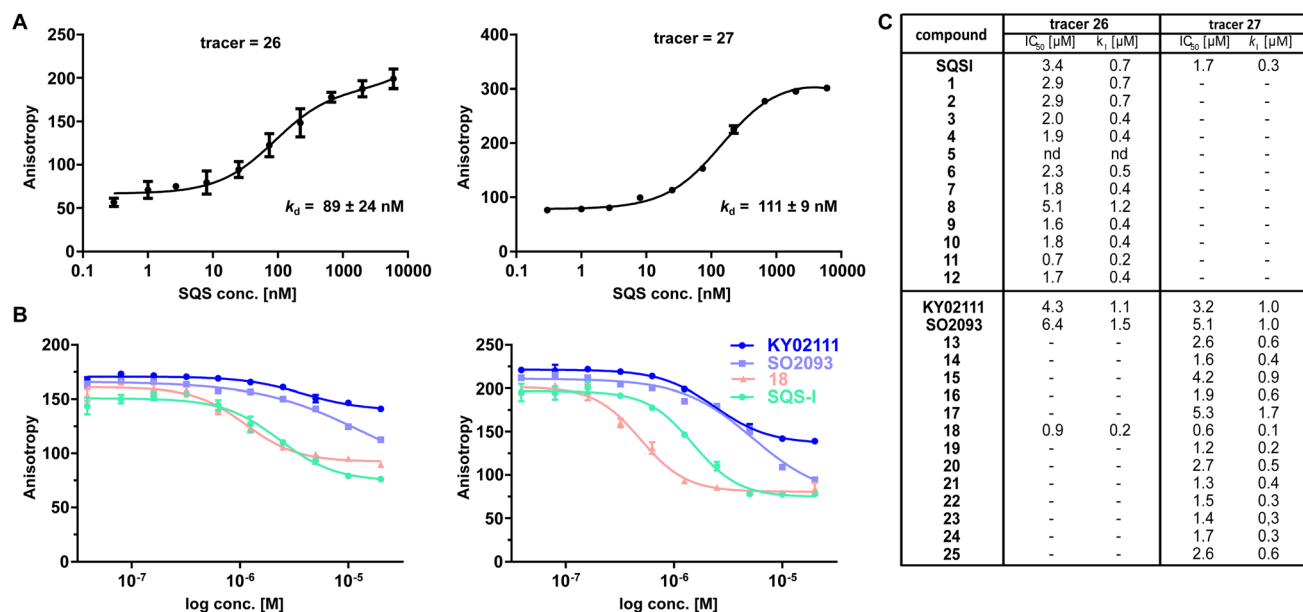 A
tracer = 26
Anisotropy
250
200
150
100
50
0
0.1 1 10 100 1000 10000
SQS conc. [nM]
kd = 89 ± 24 nM
tracer = 27
Anisotropy
400
300
200
100
0
0.1 1 10 100 1000 10000
SQS conc. [nM]
kd = 111 ± 9 nM
B
Anisotropy
200
150
100
50
0
10-7 10-6 10-5
log conc. [M]
Anisotropy
250
200
150
100
50
0
10-7 10-6 10-5
log conc. [M]
KY02111
SO2093
18
SQS-I
C
compound tracer 26 tracer 27
IC50 [µM] kI [µM] IC50 [µM] kI [µM]
SQSI 3.4 0.7 1.7 0.3
1 2.9 0.7 - -
2 2.9 0.7 - -
3 2.0 0.4 - -
4 1.9 0.4 - -
5 nd nd - -
6 2.3 0.5 - -
7 1.8 0.4 - -
8 5.1 1.2 - -
9 1.6 0.4 - -
10 1.8 0.4 - -
11 0.7 0.2 - -
12 1.7 0.4 - -
KY02111 4.3 1.1 3.2 1.0
SO2093 6.4 1.5 5.1 1.0
13 - - 2.6 0.6
14 - - 1.6 0.4
15 - - 4.2 0.9
16 - - 1.9 0.6
17 - - 5.3 1.7
18 0.9 0.2 0.6 0.1
19 - - 1.2 0.2
20 - - 2.7 0.5
21 - - 1.3 0.4
22 - - 1.5 0.3
23 - - 1.4 0,3
24 - - 1.7 0.3
25 - - 2.6 0.6